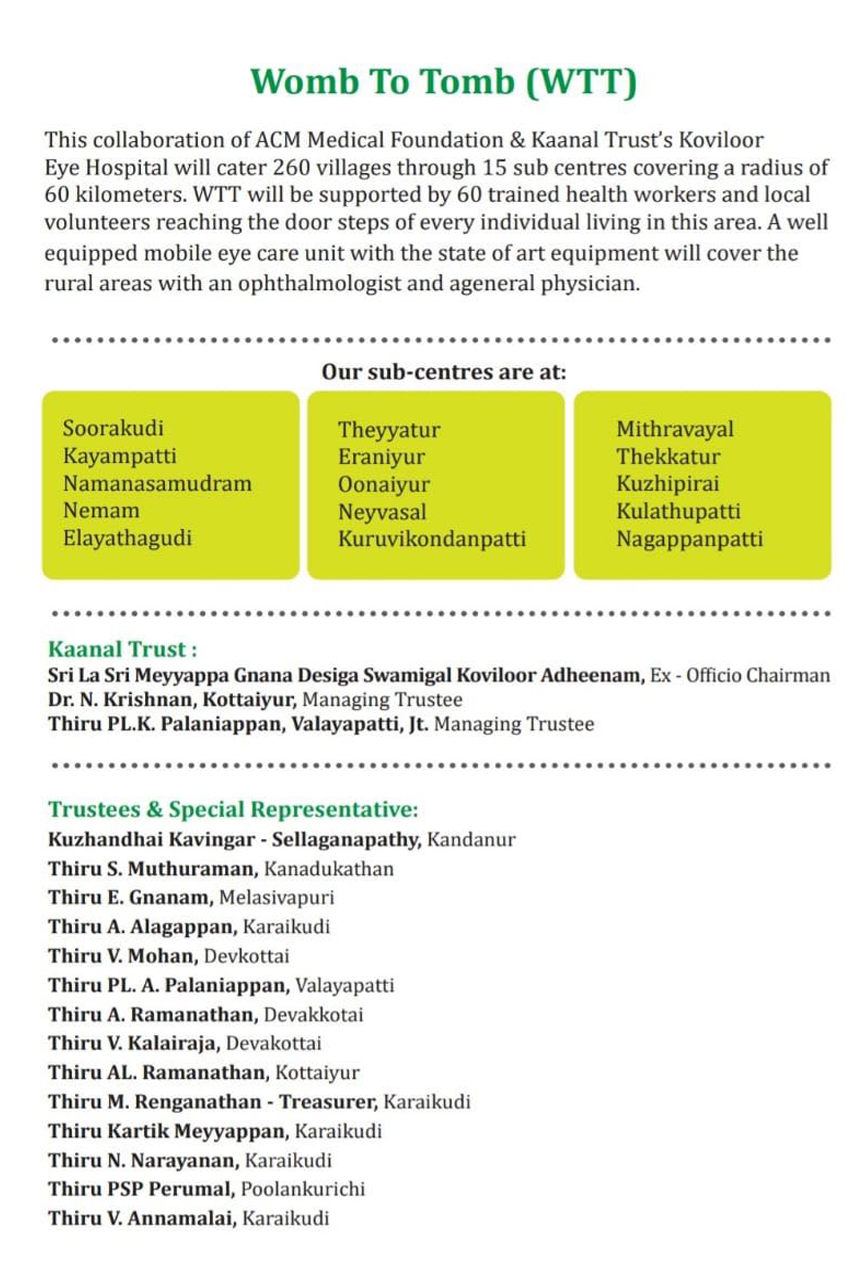 Womb To Tomb (WTT)
This collaboration of ACM Medical Foundation & Kaanal Trust's Koviloor
Eye Hospital will cater 260 villages through 15 sub centres covering a radius of
60 kilometers. WTT will be supported by 60 trained health workers and local
volunteers reaching the door steps of every individual living in this area. A well
equipped mobile eye care unit with the state of art equipment will cover the
rural areas with an ophthalmologist and ageneral physician.
Our sub-centres are at:
Soorakudi
Kayampatti
Namanasamudram
Nemam
Elayathagudi
Theyyatur
Eraniyur
Oonaiyur
Neyvasal
Kuruvikondanpatti
Mithravayal
Thekkatur
Kuzhipirai
Kulathupatti
Nagappanpatti
Kaanal Trust :
Sri La Sri Meyyappa Gnana Desiga Swamigal Koviloor Adheenam, Ex - Officio Chairman
Dr. N. Krishnan, Kottaiyur, Managing Trustee
Thiru PL.K. Palaniappan, Valayapatti, Jt. Managing Trustee
Trustees & Special Representative:
Kuzhandhai Kavingar - Sellaganapathy, Kandanur
Thiru S. Muthuraman, Kanadukathan
Thiru E. Gnanam, Melasivapuri
Thiru A. Alagappan, Karaikudi
Thiru V. Mohan, Devkottai
Thiru PL. A. Palaniappan, Valayapatti
Thiru A. Ramanathan, Devakkotai
Thiru V. Kalairaja, Devakottai
Thiru AL. Ramanathan, Kottaiyur
Thiru M. Renganathan - Treasurer, Karaikudi
Thiru Kartik Meyyappan, Karaikudi
Thiru N. Narayanan, Karaikudi
Thiru PSP Perumal, Poolankurichi
Thiru V. Annamalai, Karaikudi